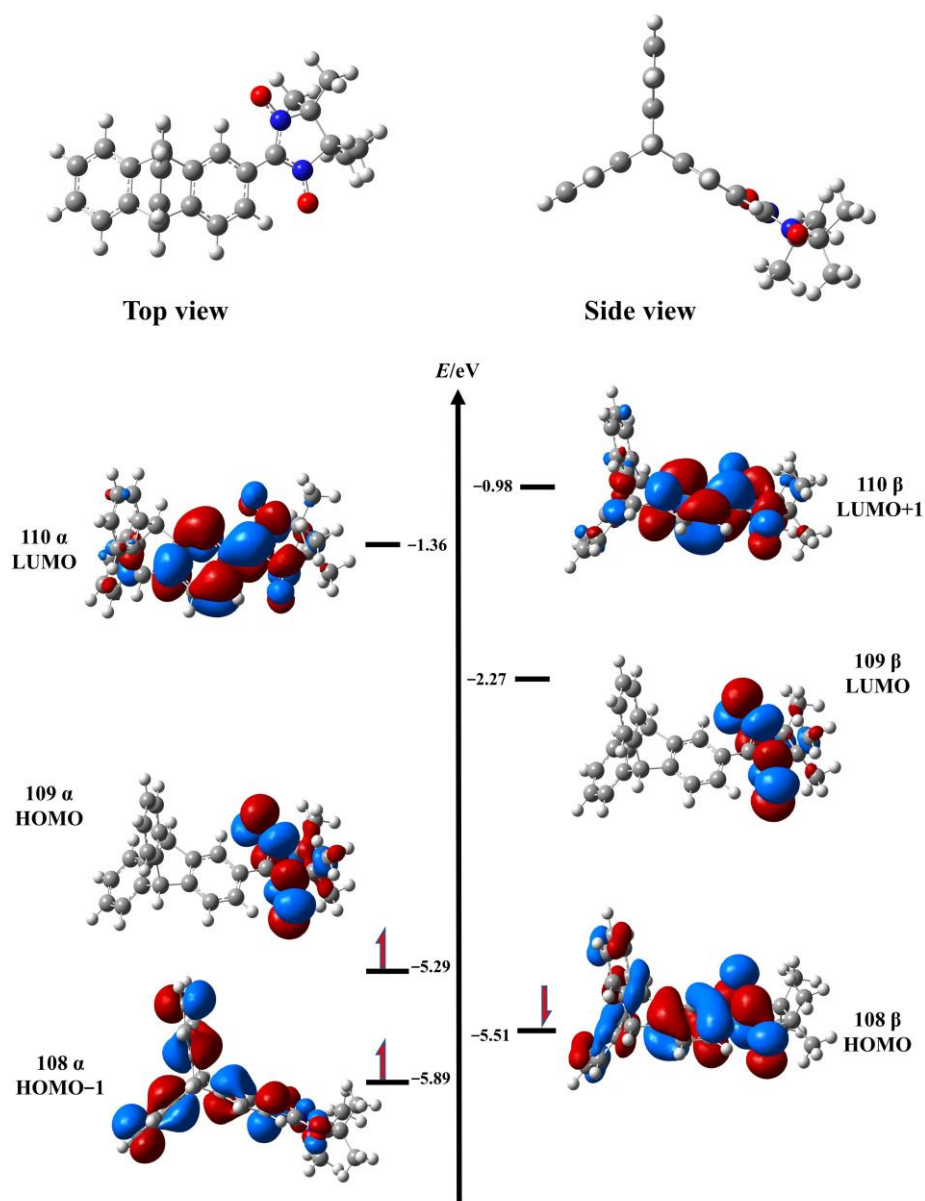 Top view
Side view
E/eV
110 α
LUMO
−1.36
−0.98
110 β
LUMO+1
−2.27
109 β
LUMO
109 α
HOMO
−5.29
−5.51
108 β
HOMO
108 α
HOMO−1
−5.89